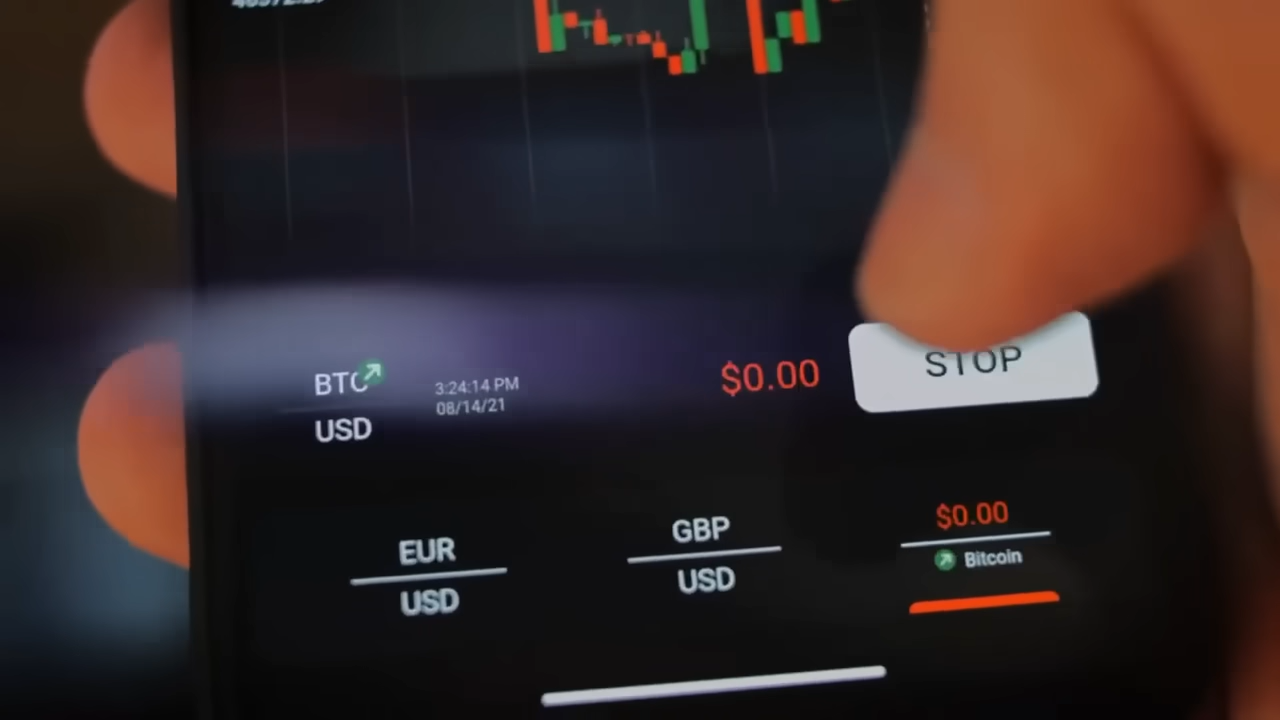 BTC
USD
3:24:14 PM
08/14/21
$0.00
STOP
EUR
USD
GBP
USD
$0.00
Bitcoin